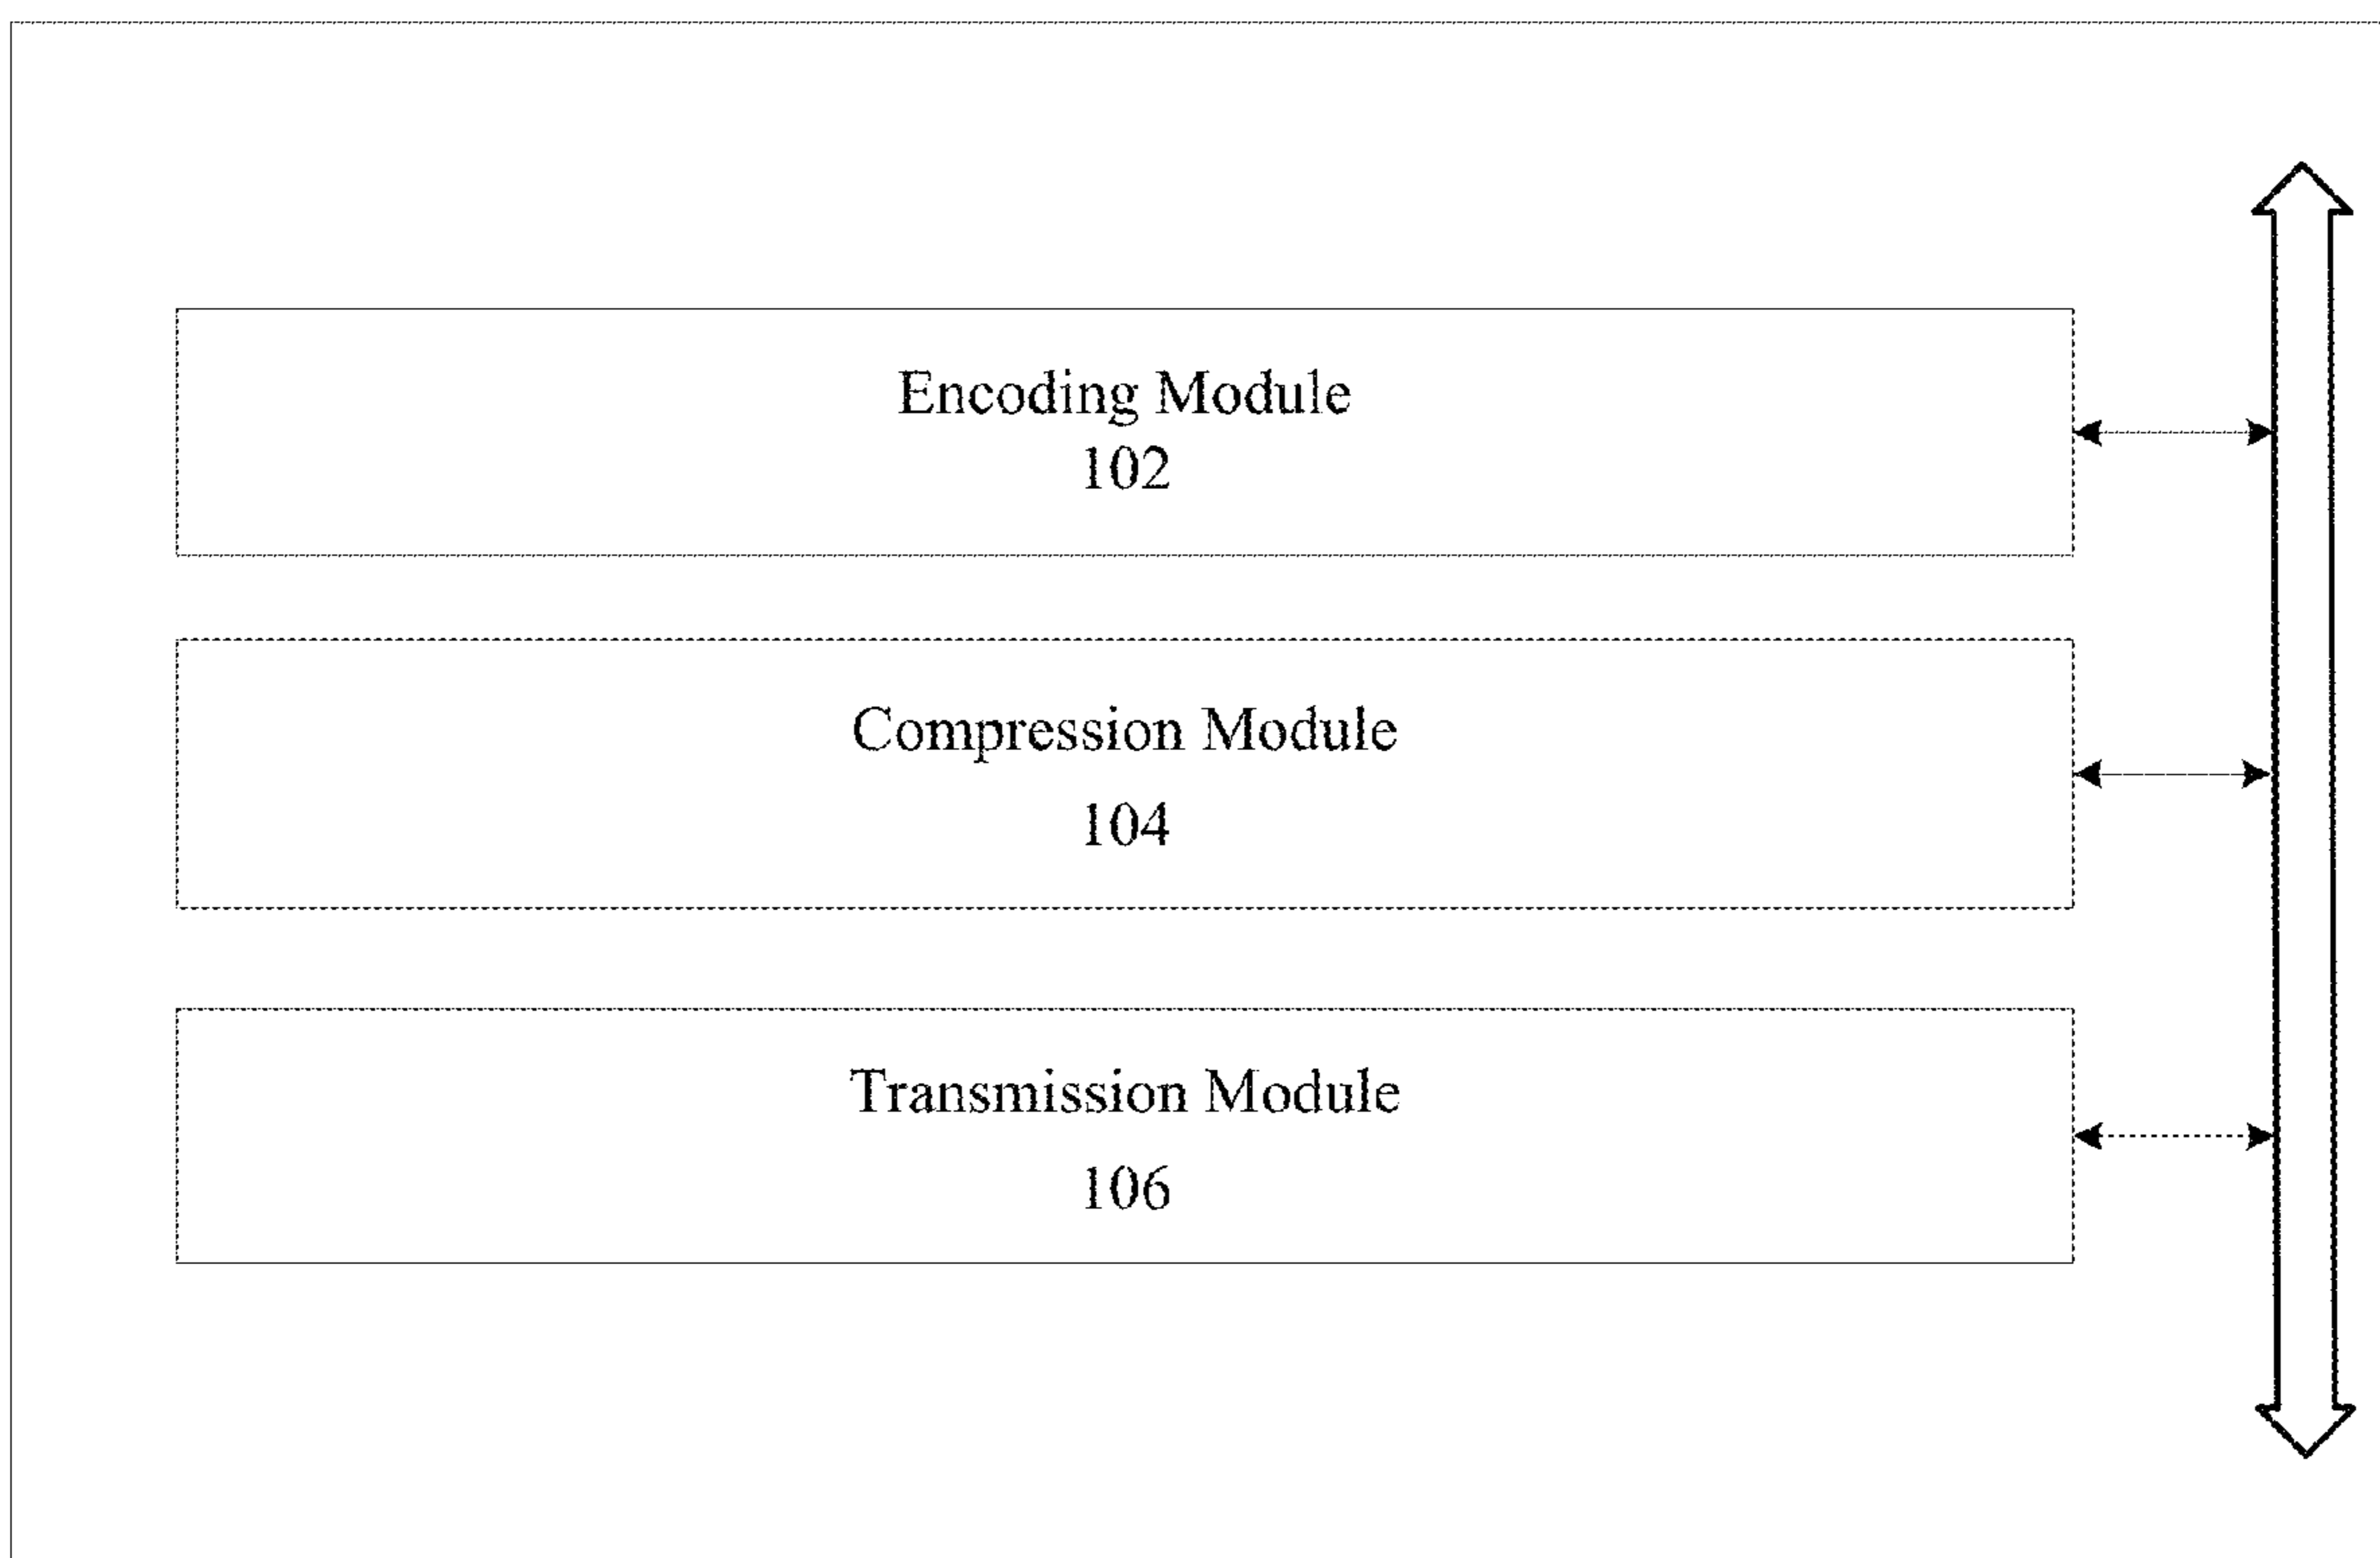 Encoding Module
102
Compression Module
104
Transmission Module
106